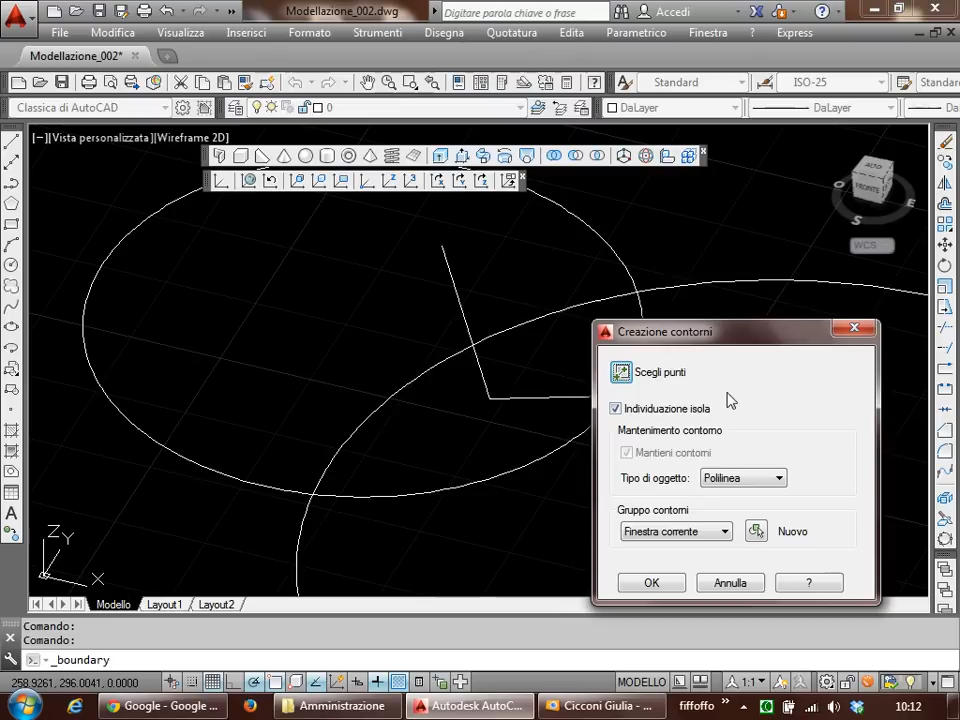 Modellazione_002.dwg
Digitare parola chiave o frase
Accedi
File Modifica Visualizza Inserisci Formato Strumenti Disegna Quotatura Edita Parametrico Finestra Express
Modellazione_002*
Standard
ISO-25
Standard
Classica di AutoCAD
0
DaLayer
DaLayer
DaLayer
[−][Vista personalizzata][Wireframe 2D]
ALTO
FRONTE
O
E
S
WCS
Creazione contorni
Scegli punti
Individuazione isola
Mantenimento contorno
Mantieni contorni
Tipo di oggetto: Polilinea
Gruppo contorni
Finestra corrente
Nuovo
OK Annulla ?
Z
Y
X
Modello Layout1 Layout2
Comando:
Comando:
_boundary
258.9261, 296.0041, 0.0000
MODELLO
1:1
Google - Google ...
Amministrazione
Autodesk AutoC...
Cicconi Giulia - ...
fiffoffo
10:12